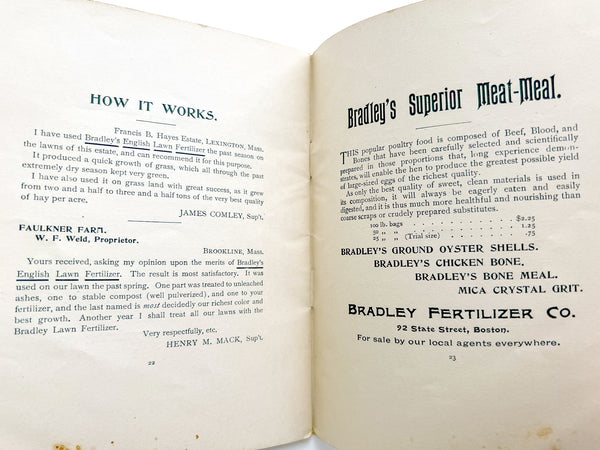 HOW IT WORKS.
Francis B. Hayes Estate, LEXINGTON, Mass.
I have used Bradley's English Lawn Fertilizer the past season on
the lawns of this estate, and can recommend it for this purpose.
It produced a quick growth of grass, which all through the past
extremely dry season kept very green.
I have also used it on grass land with great success, as it grew
from two and a half to three and a half tons of the very best quality
of hay per acre.
JAMES COMLEY, Sup't.
FAULKNER FARM.
W. F. Weld, Proprietor.
BROOKLINE, Mass.
Yours received, asking my opinion upon the merits of Bradley's
English Lawn Fertilizer. The result is most satisfactory. It was
used on our lawn the past spring. One part was treated to unleached
ashes, one to stable compost (well pulverized), and one to your
fertilizer, and the last named is most decidedly our richest color and
best growth. Another year I shall treat all our lawns with the
Bradley Lawn Fertilizer.
Very respectfully, etc.
HENRY M. MACK, Sup't.
22
Bradley's Superior Meat-Meal.
THIS popular poultry food is composed of Beef, Blood, and
Bones that have been carefully selected and scientifically
prepared in those proportions that, long experience demon-
strates, will enable the hen to produce the greatest possible yield
of large-sized eggs of the richest quality.
As only the best quality of sweet, clean materials is used in
its composition, it will always be eagerly eaten and easily
digested, and it is thus much more healthful and nourishing than
coarse scraps or crudely prepared substitutes.
100 lb. bags . . . . . . . . . $2.25
50 „ „ . . . . . . . . . 1.25
25 „ „ (Trial size) . . . . . .75
BRADLEY'S GROUND OYSTER SHELLS.
BRADLEY'S CHICKEN BONE.
BRADLEY'S BONE MEAL.
MICA CRYSTAL GRIT.
BRADLEY FERTILIZER CO.
92 State Street, Boston.
For sale by our local agents everywhere.
23